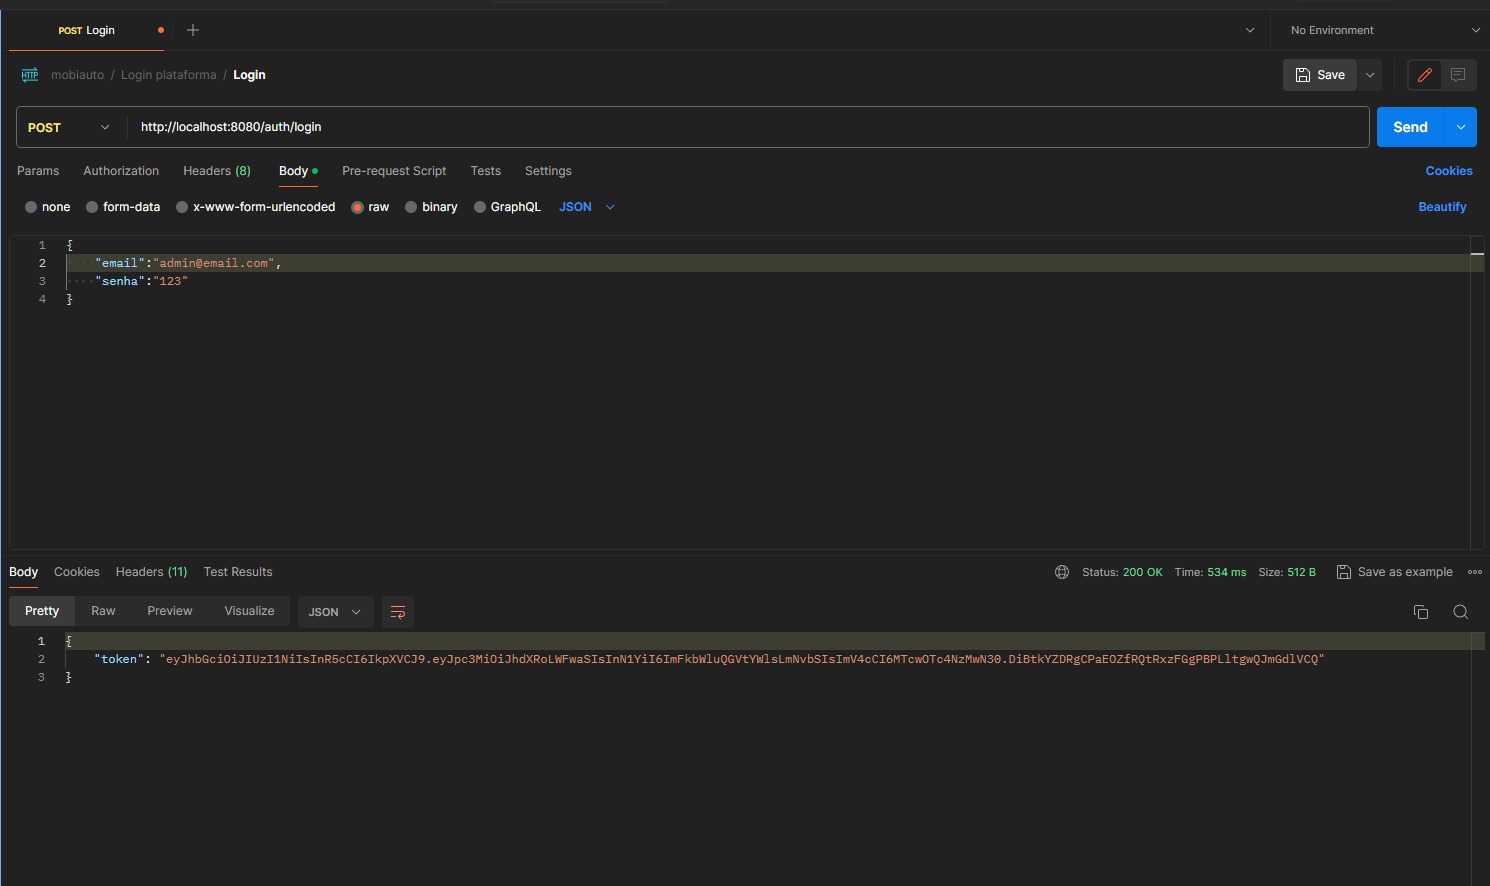 POST Login
No Environment
HTTP mobiauto / Login plataforma / Login
Save
POST http://localhost:8080/auth/login
Send
Params Authorization Headers (8) Body Pre-request Script Tests Settings Cookies
none form-data x-www-form-urlencoded raw binary GraphQL JSON Beautify
1 {
2 "email":"admin@email.com",
3 "senha":"123"
4 }
Body Cookies Headers (11) Test Results Status: 200 OK Time: 534 ms Size: 512 B Save as example
Pretty Raw Preview Visualize JSON
1 {
2 "token": "eyJhbGciOiJIUzI1NiIsInR5cCI6IkpXVCJ9.eyJpc3MiOiJhdXRoLWFwaSIsInN1YiI6ImFkbWluQGVtYWlsLmNvbSIsImV4cCI6MTcwOTc4NzMwN30.DiBtkYZDRgCPaEOZfRQtRxzFGgPBPLltgwQJmGdlVCQ"
3 }